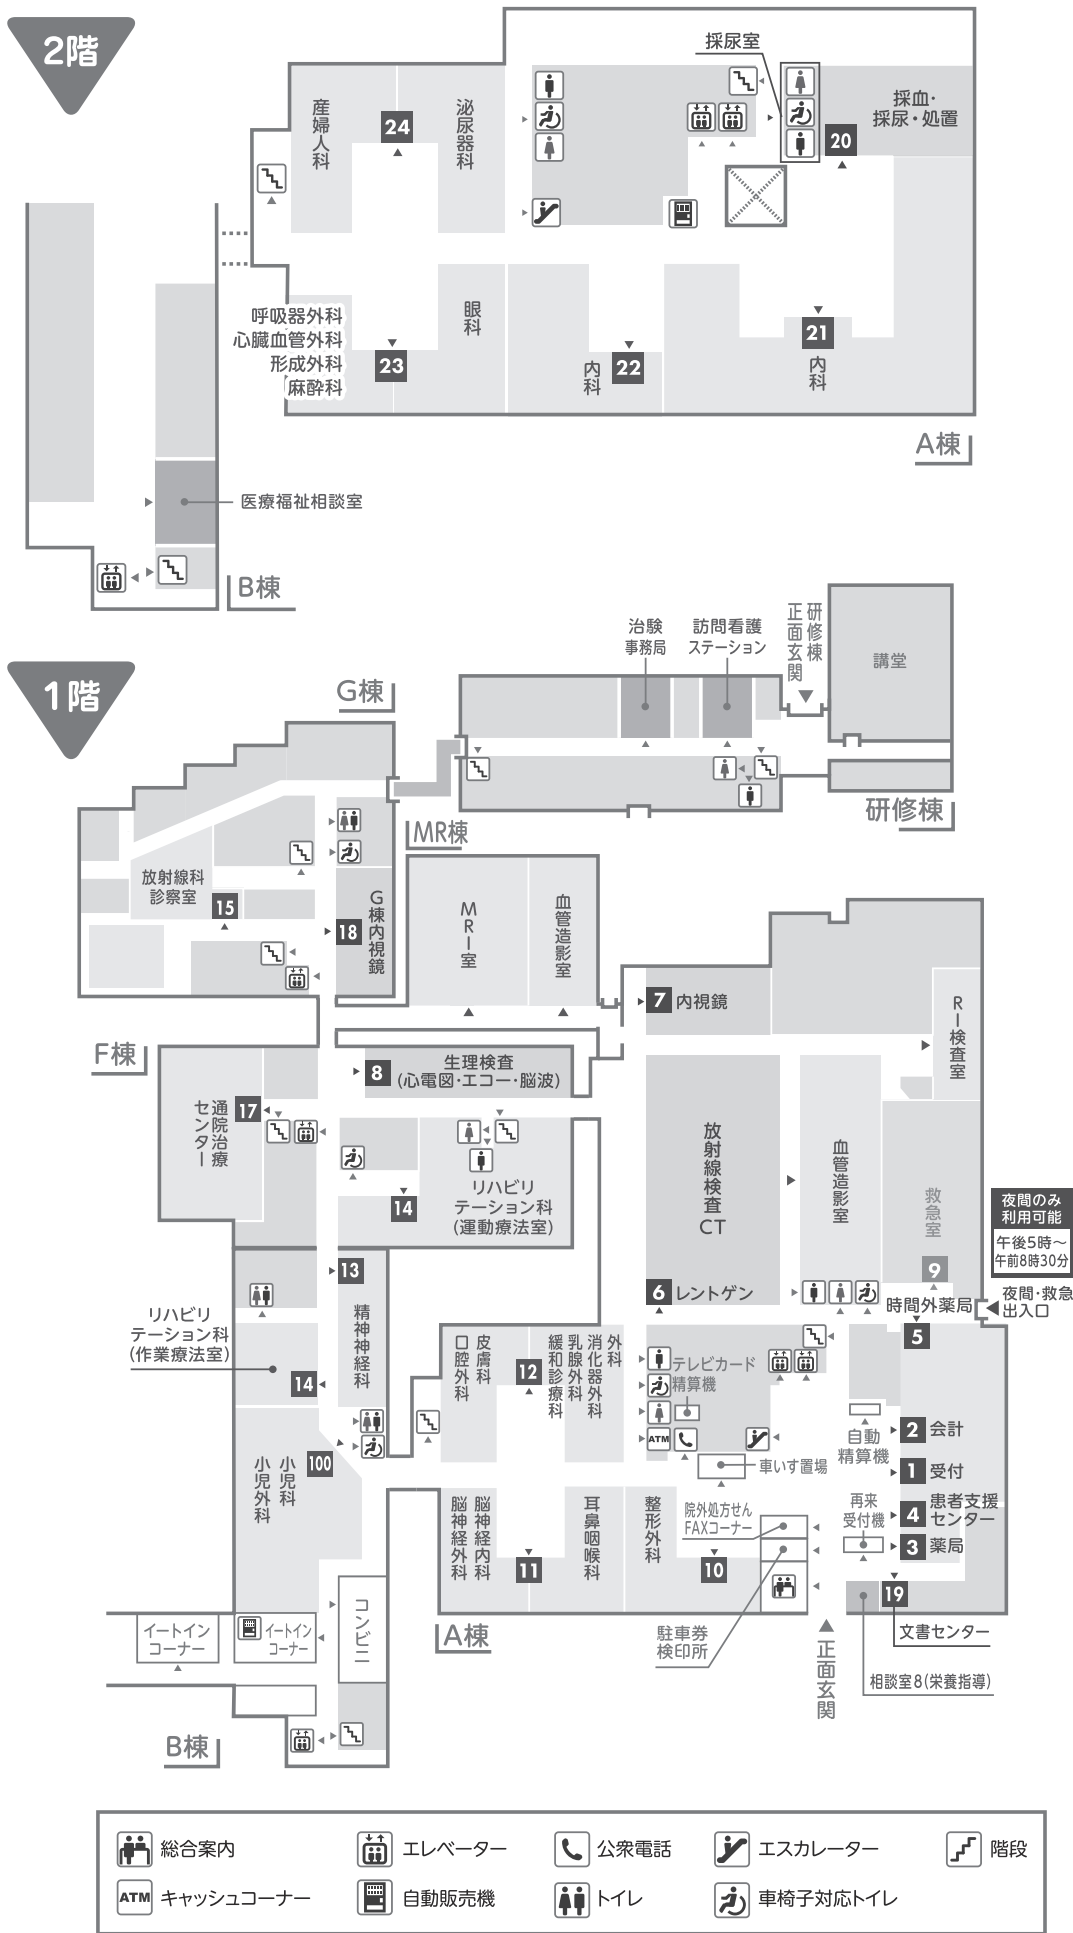 2階
採尿室
産婦人科
24
泌尿器科
採血・
採尿・処置
20
呼吸器外科
心臓血管外科
形成外科
麻酔科
23
眼科
内科
22
21
内科
A棟
医療福祉相談室
B棟
1階
G棟
治験
事務局
訪問看護
ステーション
研修棟
正面玄関
講堂
研修棟
MR棟
放射線科
診察室
15
18
G棟内視鏡
MRI室
血管造影室
7 内視鏡
RI検査室
F棟
8
生理検査
(心電図・エコー・脳波)
通院治療
センター
17
14
リハビリ
テーション科
(運動療法室)
放射線検査
CT
血管造影室
救急室
9
夜間のみ
利用可能
午後5時~
午前8時30分
夜間・救急
出入口
6 レントゲン
時間外薬局
5
13
精神神経科
リハビリ
テーション科
(作業療法室)
14
皮膚科
口腔外科
12
外科
消化器外科
乳腺外科
緩和診療科
テレビカード
精算機
ATM
車いす置場
自動
精算機
2 会計
1 受付
再来
受付機
4 患者支援
センター
3 薬局
100
小児科
小児外科
脳神経内科
脳神経外科
11
耳鼻咽喉科
整形外科
10
院外処方せん
FAXコーナー
19
文書センター
駐車券
検印所
正面玄関
相談室8(栄養指導)
コンビニ
イートイン
コーナー
イートイン
コーナー
A棟
B棟
総合案内
エレベーター
公衆電話
エスカレーター
階段
ATM キャッシュコーナー
自動販売機
トイレ
車椅子対応トイレ